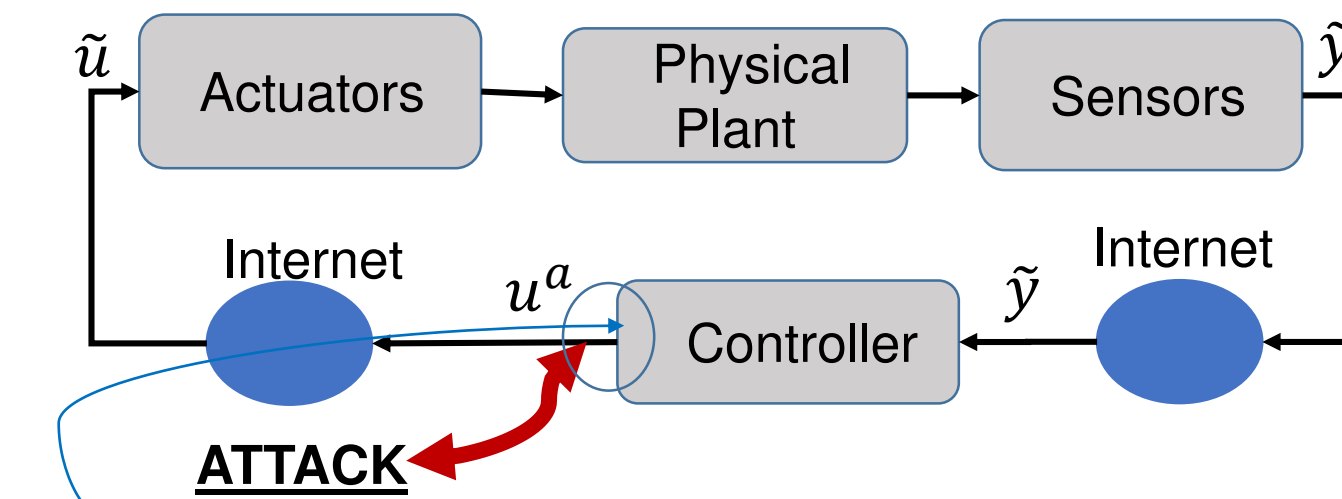 ũ
Actuators
Physical
Plant
Sensors
ỹ
Internet
uᵃ
Controller
ỹ
Internet
ATTACK